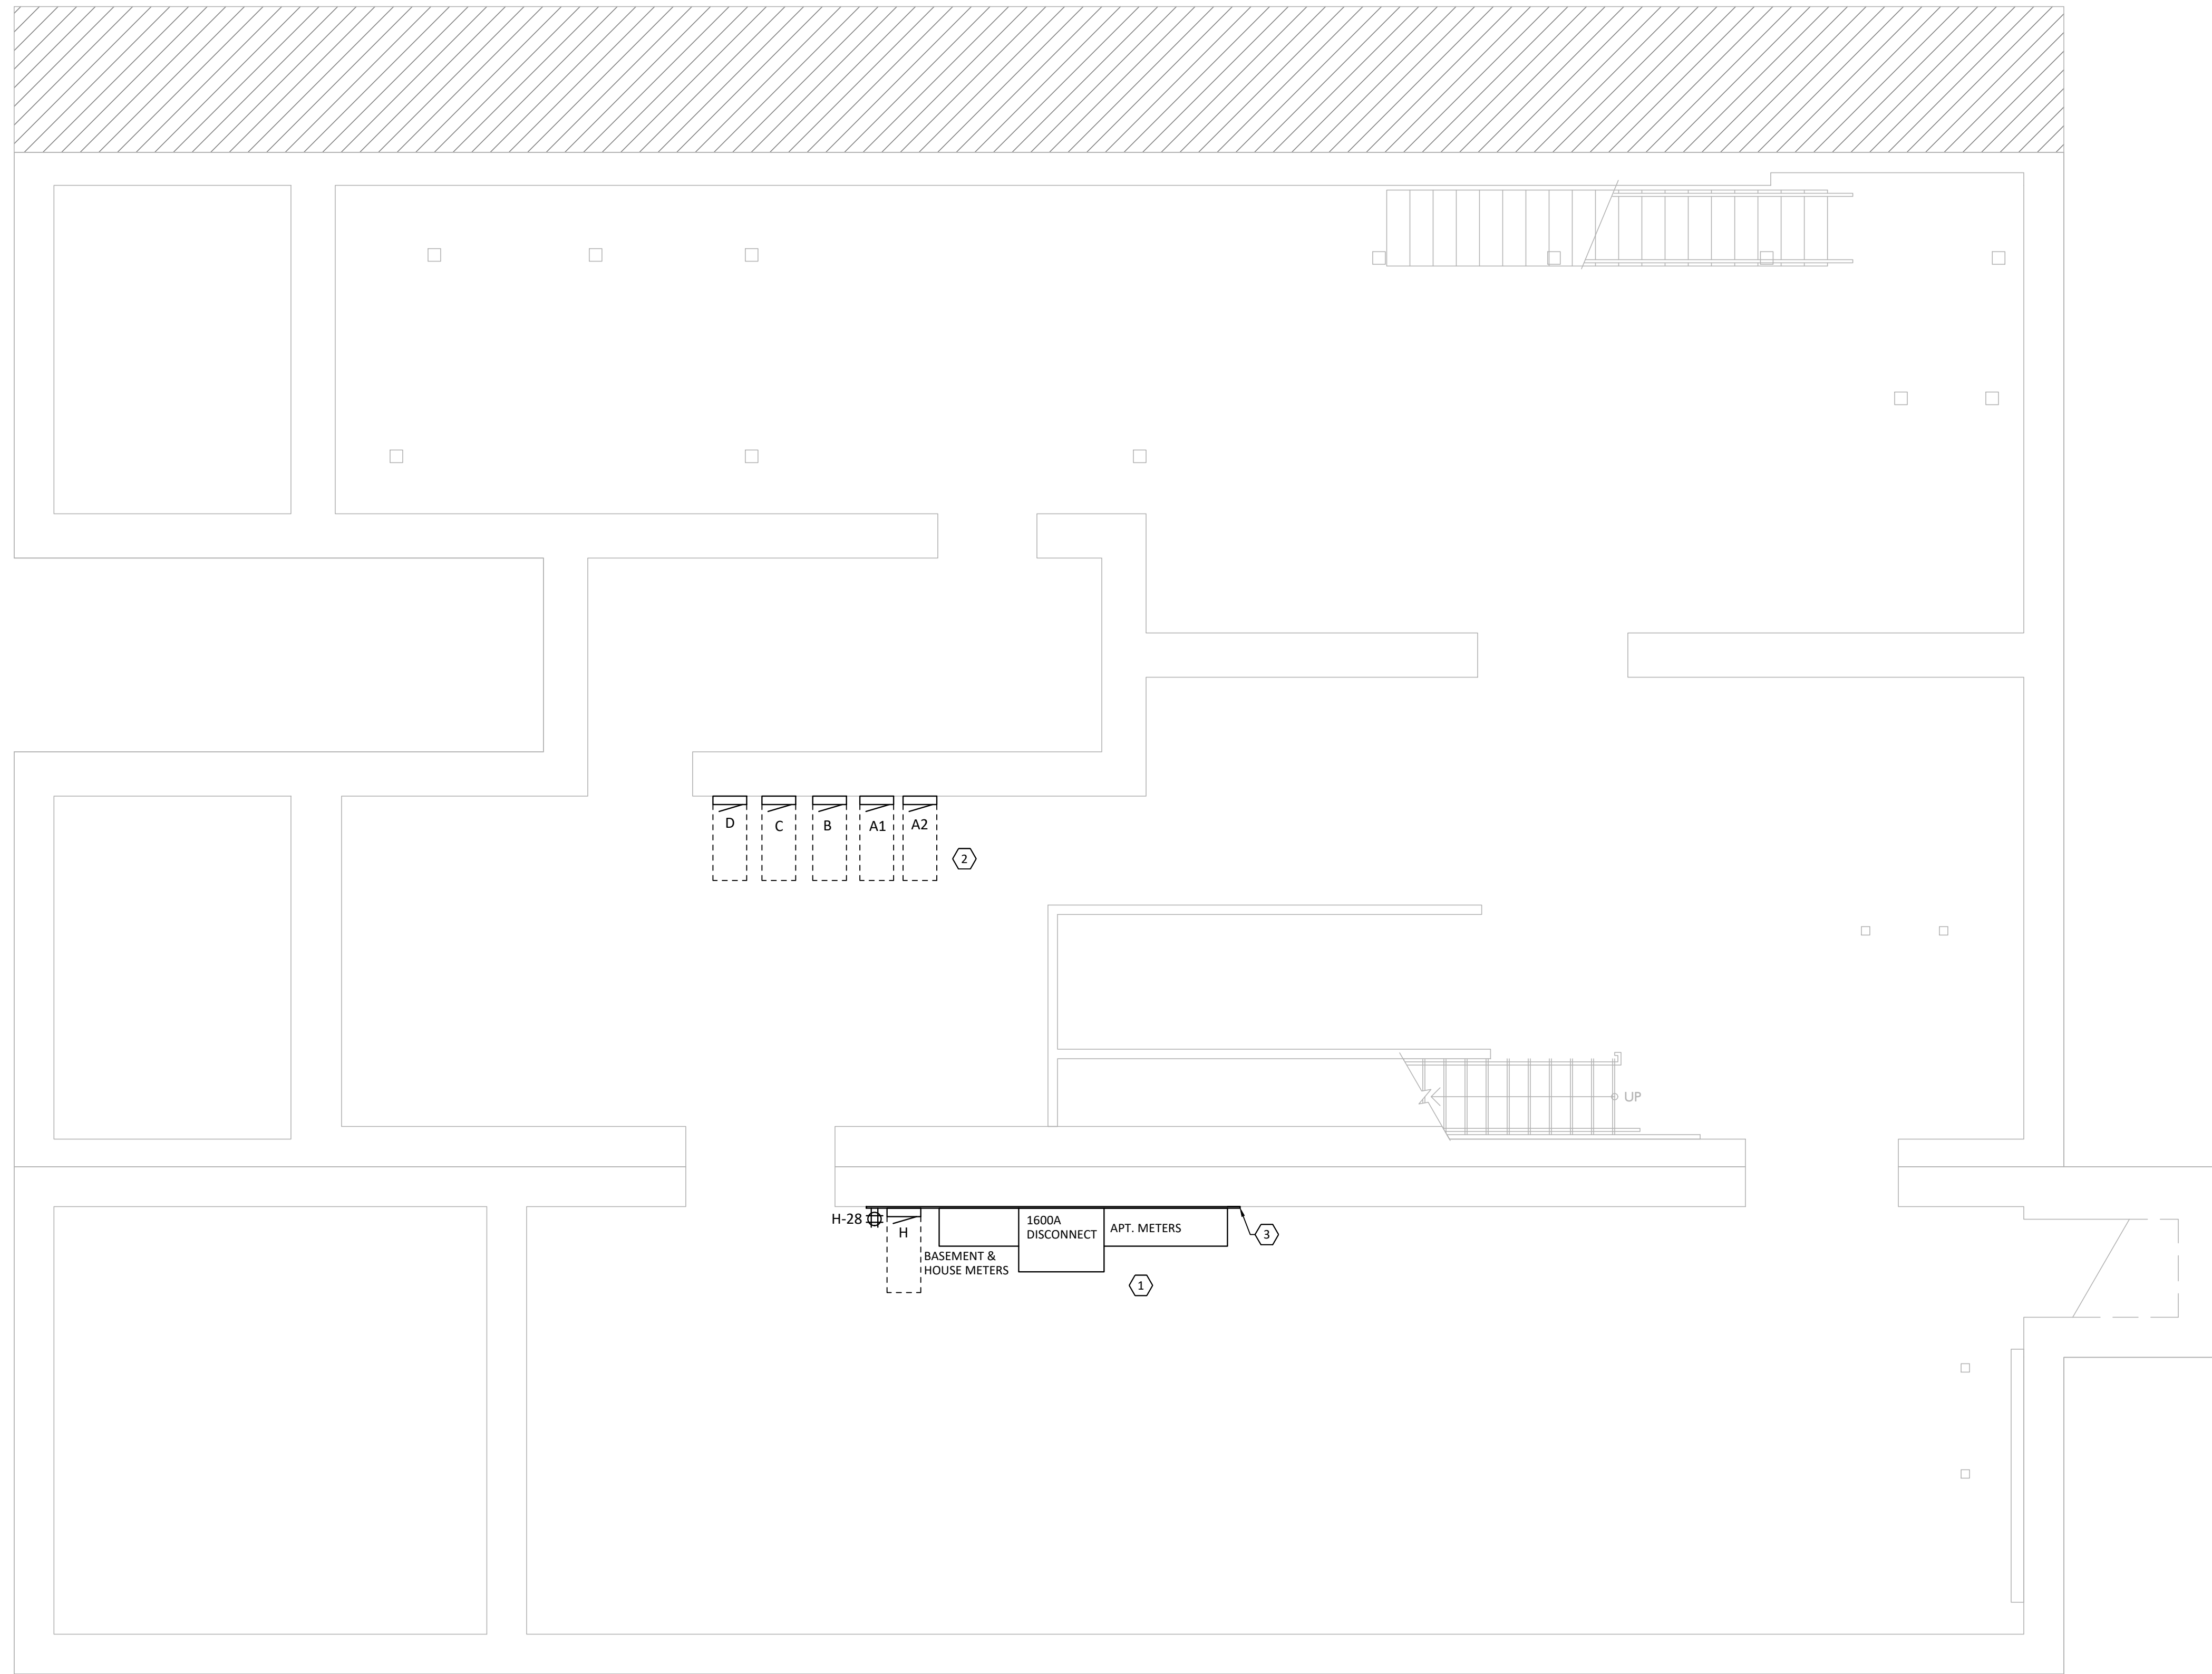 D
C
B
A1
A2
2
UP
H-28
H
1600A
DISCONNECT
APT. METERS
3
BASEMENT &
HOUSE METERS
1